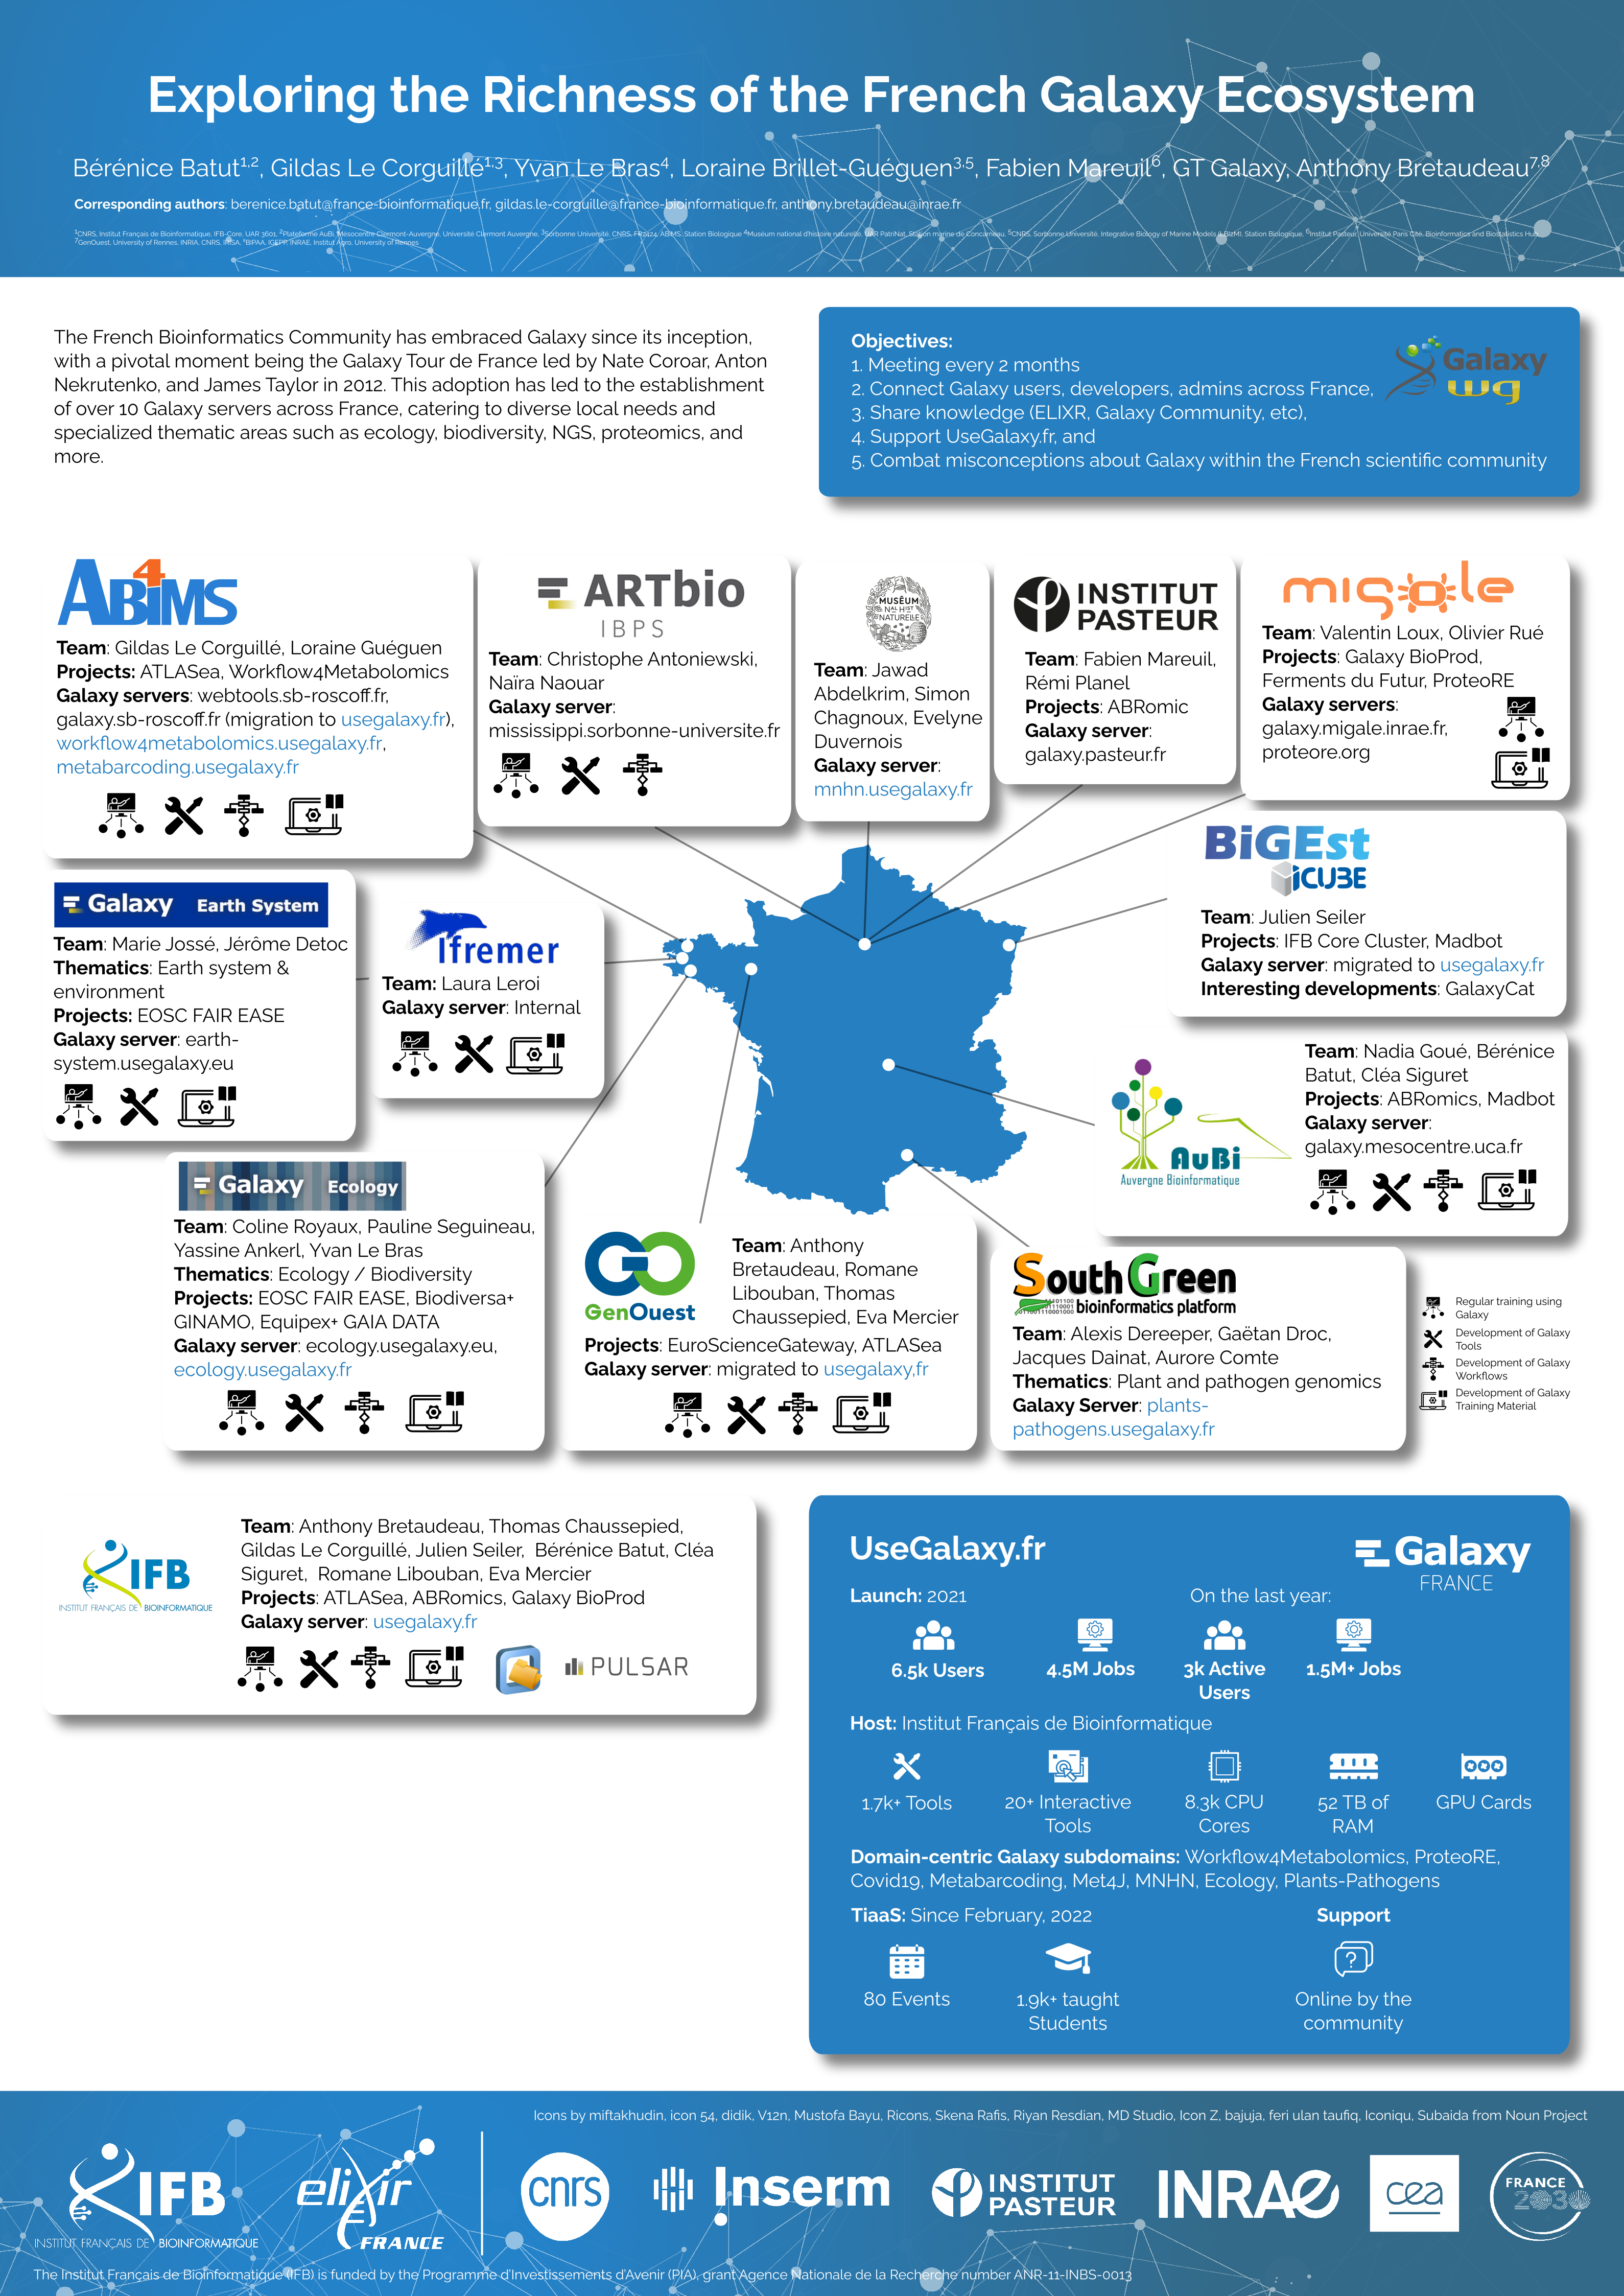 Exploring the Richness of the French Galaxy Ecosystem
Bérénice Batut1,2, Gildas Le Corguillé1,3, Yvan Le Bras4, Loraine Brillet-Guéguen3,5, Fabien Mareuil6, GT Galaxy, Anthony Bretaudeau7,8
Corresponding authors: berenice.batut@france-bioinformatique.fr, gildas.le-corguille@france-bioinformatique.fr, anthony.bretaudeau@inrae.fr
1CNRS, Institut Français de Bioinformatique, IFB-Core, UAR 3601, 2Plateforme AuBi, Mésocentre Clermont-Auvergne, Université Clermont Auvergne, 3Sorbonne Université, CNRS, FR2424, ABiMS, Station Biologique 4Muséum national d'histoire naturelle, UAR PatriNat, Station marine de Concarneau, 5CNRS, Sorbonne Université, Integrative Biology of Marine Models (LBI2M), Station Biologique, 6Institut Pasteur, Université Paris Cité, Bioinformatics and Biostatistics Hub,
7GenOuest, University of Rennes, INRIA, CNRS, IRISA, 8BIPAA, IGEPP, INRAE, Institut Agro, University of Rennes
The French Bioinformatics Community has embraced Galaxy since its inception,
with a pivotal moment being the Galaxy Tour de France led by Nate Coroar, Anton
Nekrutenko, and James Taylor in 2012. This adoption has led to the establishment
of over 10 Galaxy servers across France, catering to diverse local needs and
specialized thematic areas such as ecology, biodiversity, NGS, proteomics, and
more.
Objectives:
1. Meeting every 2 months
2. Connect Galaxy users, developers, admins across France,
3. Share knowledge (ELIXR, Galaxy Community, etc),
4. Support UseGalaxy.fr, and
5. Combat misconceptions about Galaxy within the French scientific community
Galaxy
wg
AB4iMS
Team: Gildas Le Corguillé, Loraine Guéguen
Projects: ATLASea, Workflow4Metabolomics
Galaxy servers: webtools.sb-roscoff.fr,
galaxy.sb-roscoff.fr (migration to usegalaxy.fr),
workflow4metabolomics.usegalaxy.fr,
metabarcoding.usegalaxy.fr
ARTbio
IBPS
Team: Christophe Antoniewski,
Naïra Naouar
Galaxy server:
mississippi.sorbonne-universite.fr
MUSÉUM
NAL HIST
NATURELLE
Team: Jawad
Abdelkrim, Simon
Chagnoux, Evelyne
Duvernois
Galaxy server:
mnhn.usegalaxy.fr
INSTITUT
PASTEUR
Team: Fabien Mareuil,
Rémi Planel
Projects: ABRomic
Galaxy server:
galaxy.pasteur.fr
migale
Team: Valentin Loux, Olivier Rué
Projects: Galaxy BioProd,
Ferments du Futur, ProteoRE
Galaxy servers:
galaxy.migale.inrae.fr,
proteore.org
BiGEst
iCUBE
Team: Julien Seiler
Projects: IFB Core Cluster, Madbot
Galaxy server: migrated to usegalaxy.fr
Interesting developments: GalaxyCat
Galaxy Earth System
Team: Marie Jossé, Jérôme Detoc
Thematics: Earth system &
environment
Projects: EOSC FAIR EASE
Galaxy server: earth-
system.usegalaxy.eu
Ifremer
Team: Laura Leroi
Galaxy server: Internal
AuBi
Auvergne Bioinformatique
Team: Nadia Goué, Bérénice
Batut, Cléa Siguret
Projects: ABRomics, Madbot
Galaxy server:
galaxy.mesocentre.uca.fr
Galaxy Ecology
Team: Coline Royaux, Pauline Seguineau,
Yassine Ankerl, Yvan Le Bras
Thematics: Ecology / Biodiversity
Projects: EOSC FAIR EASE, Biodiversa+
GINAMO, Equipex+ GAIA DATA
Galaxy server: ecology.usegalaxy.eu,
ecology.usegalaxy.fr
GO
GenOuest
Team: Anthony
Bretaudeau, Romane
Libouban, Thomas
Chaussepied, Eva Mercier
Projects: EuroScienceGateway, ATLASea
Galaxy server: migrated to usegalaxy,fr
South Green
bioinformatics platform
Team: Alexis Dereeper, Gaëtan Droc,
Jacques Dainat, Aurore Comte
Thematics: Plant and pathogen genomics
Galaxy Server: plants-
pathogens.usegalaxy.fr
Regular training using
Galaxy
Development of Galaxy
Tools
Development of Galaxy
Workflows
Development of Galaxy
Training Material
IFB
INSTITUT FRANÇAIS DE BIOINFORMATIQUE
Team: Anthony Bretaudeau, Thomas Chaussepied,
Gildas Le Corguillé, Julien Seiler, Bérénice Batut, Cléa
Siguret, Romane Libouban, Eva Mercier
Projects: ATLASea, ABRomics, Galaxy BioProd
Galaxy server: usegalaxy.fr
PULSAR
UseGalaxy.fr
Galaxy
FRANCE
Launch: 2021
On the last year:
6.5k Users
4.5M Jobs
3k Active
Users
1.5M+ Jobs
Host: Institut Français de Bioinformatique
1.7k+ Tools
20+ Interactive
Tools
8.3k CPU
Cores
52 TB of
RAM
GPU Cards
Domain-centric Galaxy subdomains: Workflow4Metabolomics, ProteoRE,
Covid19, Metabarcoding, Met4J, MNHN, Ecology, Plants-Pathogens
TiaaS: Since February, 2022
Support
80 Events
1.9k+ taught
Students
Online by the
community
Icons by miftakhudin, icon 54, didik, V12n, Mustofa Bayu, Ricons, Skena Rafis, Riyan Resdian, MD Studio, Icon Z, bajuja, feri ulan taufiq, Iconiqu, Subaida from Noun Project
IFB
INSTITUT FRANÇAIS DE BIOINFORMATIQUE
elixir
FRANCE
cnrs
Inserm
INSTITUT
PASTEUR
INRAE
cea
FRANCE
2030
The Institut Français de Bioinformatique (IFB) is funded by the Programme d'Investissements d'Avenir (PIA), grant Agence Nationale de la Recherche number ANR-11-INBS-0013